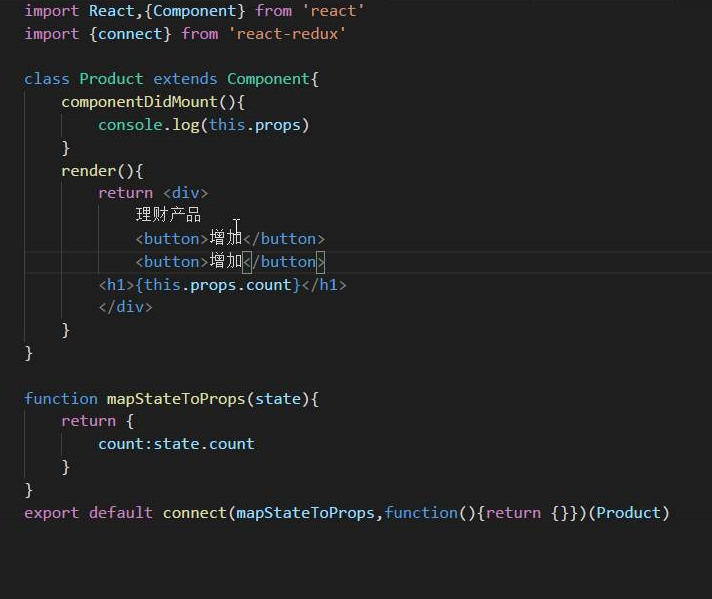 import React,{Component} from 'react'
import {connect} from 'react-redux'
class Product extends Component{
componentDidMount(){
console.log(this.props)
}
render(){
return <div>
理财产品
<button>增加</button>
<button>增加</button>
<h1>{this.props.count}</h1>
</div>
}
}
function mapStateToProps(state){
return {
count:state.count
}
}
export default connect(mapStateToProps,function(){return {}})(Product)